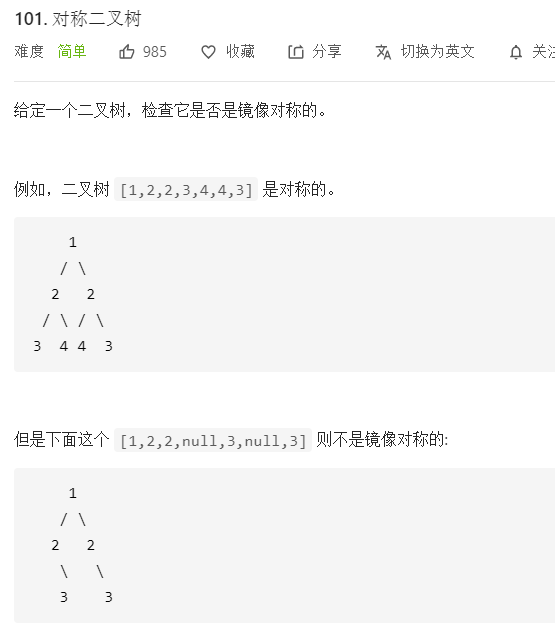 101. 对称二叉树
难度 简单 985 收藏 分享 切换为英文 关注
给定一个二叉树，检查它是否是镜像对称的。
例如，二叉树 [1,2,2,3,4,4,3] 是对称的。
1
/ \
2 2
/ \ / \
3 4 4 3
但是下面这个 [1,2,2,null,3,null,3] 则不是镜像对称的:
1
/ \
2 2
\ \
3 3